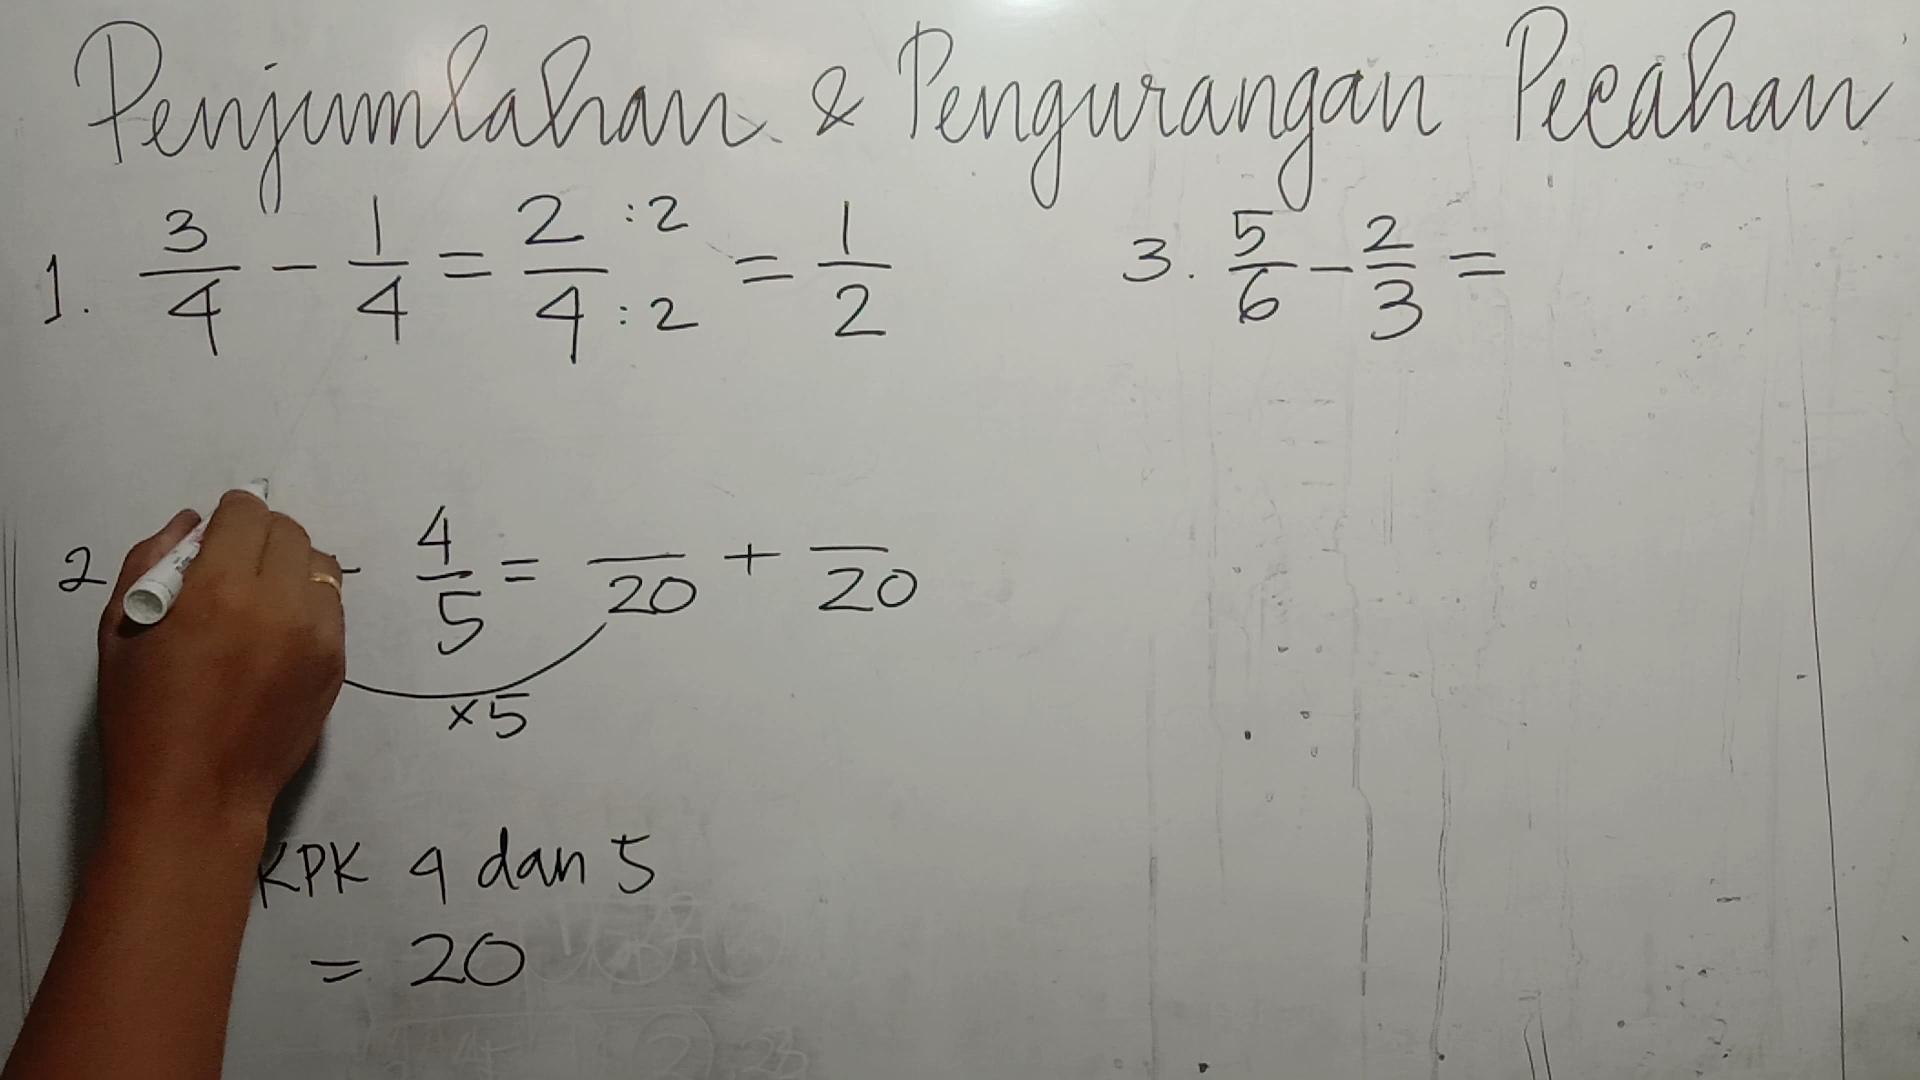 Penjumlahan & Pengurangan Pecahan
1. 3/4 - 1/4 = 2/4 :2 :2 = 1/2
3. 5/6 - 2/3 =
2 4/5 = /20 + /20
x5
KPK 4 dan 5
= 20